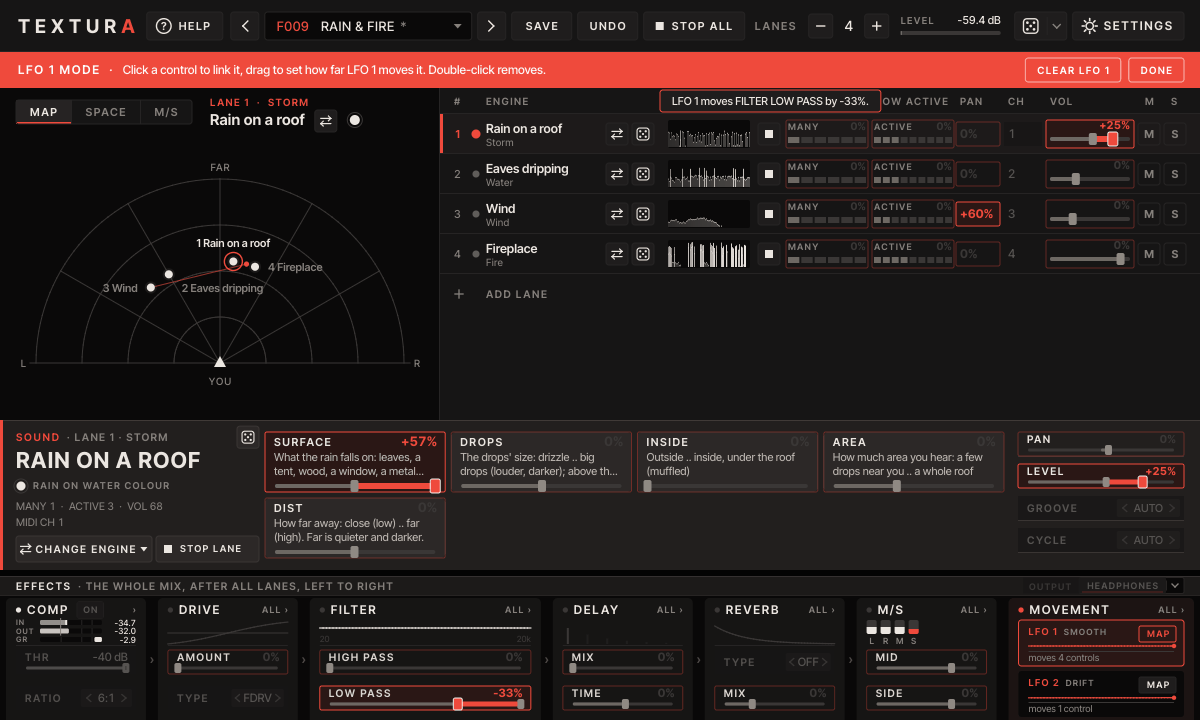 TEXTURA
HELP
F009 RAIN & FIRE *
SAVE
UNDO
STOP ALL
LANES
4
LEVEL -59.4 dB
SETTINGS
LFO 1 MODE · Click a control to link it, drag to set how far LFO 1 moves it. Double-click removes.
CLEAR LFO 1
DONE
MAP
SPACE
M/S
LANE 1 · STORM
Rain on a roof
FAR
1 Rain on a roof
4 Fireplace
3 Wind
2 Eaves dripping
L
R
YOU
# ENGINE
LFO 1 moves FILTER LOW PASS by -33%.
OW ACTIVE PAN CH VOL M S
1 Rain on a roof
Storm
MANY 0% ACTIVE 0% 0% 1 +25% M S
2 Eaves dripping
Water
MANY 0% ACTIVE 0% 0% 2 0% M S
3 Wind
Wind
MANY 0% ACTIVE 0% +60% 3 0% M S
4 Fireplace
Fire
MANY 0% ACTIVE 0% 0% 4 0% M S
+ ADD LANE
SOUND · LANE 1 · STORM
RAIN ON A ROOF
RAIN ON WATER COLOUR
MANY 1 · ACTIVE 3 · VOL 68
MIDI CH 1
CHANGE ENGINE
STOP LANE
SURFACE +57%
What the rain falls on: leaves, a
tent, wood, a window, a metal...
DROPS 0%
The drops' size: drizzle .. big
drops (louder, darker); above th...
INSIDE 0%
Outside .. inside, under the roof
(muffled)
AREA 0%
How much area you hear: a few
drops near you .. a whole roof
DIST 0%
How far away: close (low) .. far
(high). Far is quieter and darker.
PAN 0%
LEVEL +25%
GROOVE < AUTO >
CYCLE < AUTO >
EFFECTS · THE WHOLE MIX, AFTER ALL LANES, LEFT TO RIGHT
OUTPUT HEADPHONES
COMP ON ›
IN -34.7
OUT -32.0
GR -2.9
THR -40 dB
RATIO < 6:1 >
DRIVE ALL ›
AMOUNT 0%
TYPE < FDRV >
FILTER ALL ›
20 20k
HIGH PASS 0%
LOW PASS -33%
DELAY ALL ›
MIX 0%
TIME 0%
REVERB ALL ›
TYPE < OFF >
MIX 0%
M/S ALL ›
L R M S
MID 0%
SIDE 0%
MOVEMENT ALL ›
LFO 1 SMOOTH MAP
moves 4 controls
LFO 2 DRIFT MAP
moves 1 control